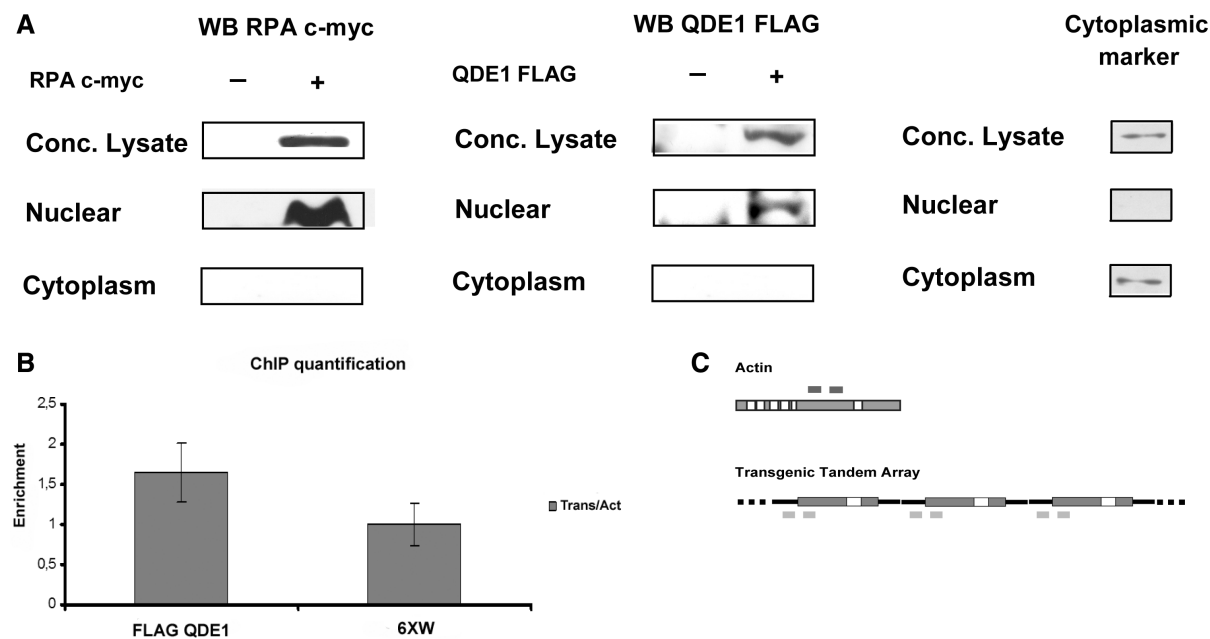 A
WB RPA c-myc
RPA c-myc
– +
Conc. Lysate
Nuclear
Cytoplasm
WB QDE1 FLAG
QDE1 FLAG
– +
Conc. Lysate
Nuclear
Cytoplasm
Cytoplasmic
marker
Conc. Lysate
Nuclear
Cytoplasm
B
ChIP quantification
Enrichment
2,5
2
1,5
1
0,5
0
FLAG QDE1
6XW
Trans/Act
C
Actin
Transgenic Tandem Array